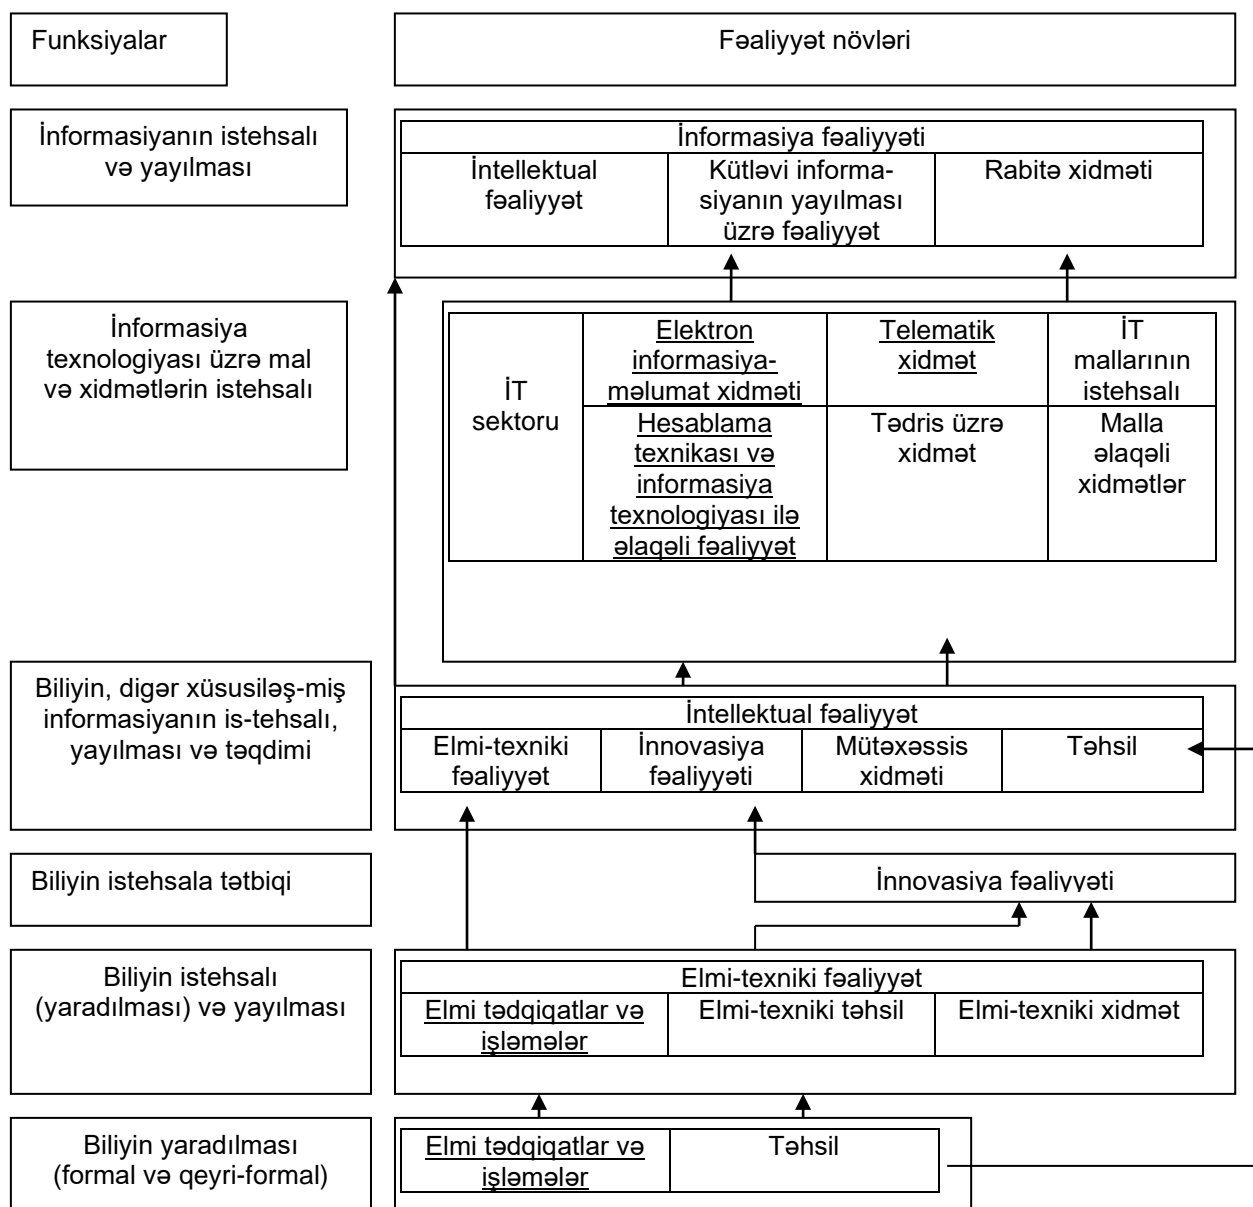 Funksiyalar
Fəaliyyət növləri
İnformasiyanın istehsalı
və yayılması
İnformasiya fəaliyyəti
İntellektual
fəaliyyət
Kütləvi informa-
siyanın yayılması
üzrə fəaliyyət
Rabitə xidməti
İnformasiya
texnologiyası üzrə mal
və xidmətlərin istehsalı
İT
sektoru
Elektron
informasiya-
məlumat xidməti
Telematik
xidmət
İT
mallarının
istehsalı
Hesablama
texnikası və
informasiya
texnologiyası ilə
əlaqəli fəaliyyət
Tədris üzrə
xidmət
Malla
əlaqəli
xidmətlər
Biliyin, digər xüsusiləş-miş
informasiyanın is-tehsalı,
yayılması və təqdimi
İntellektual fəaliyyət
Elmi-texniki
fəaliyyət
İnnovasiya
fəaliyyəti
Mütəxəssis
xidməti
Təhsil
Biliyin istehsala tətbiqi
İnnovasiya fəaliyyəti
Biliyin istehsalı
(yaradılması) və yayılması
Elmi-texniki fəaliyyət
Elmi tədqiqatlar və
işləmələr
Elmi-texniki təhsil
Elmi-texniki xidmət
Biliyin yaradılması
(formal və qeyri-formal)
Elmi tədqiqatlar və
işləmələr
Təhsil